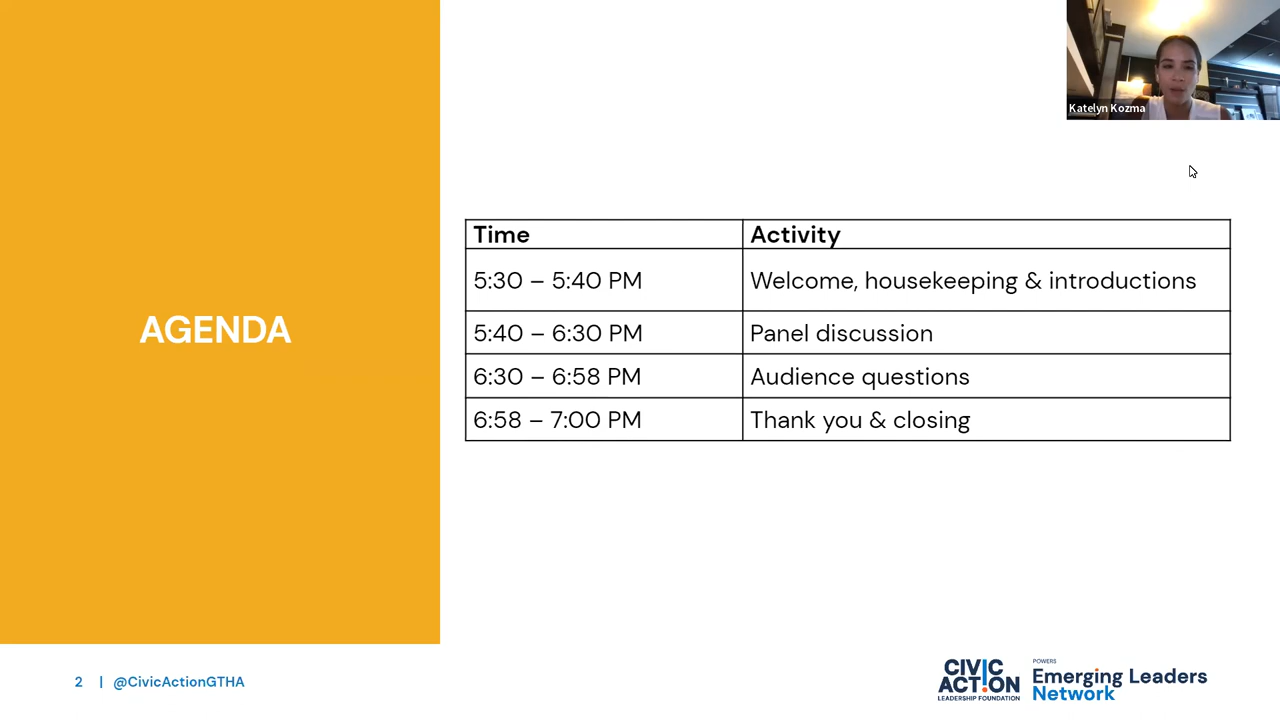 Katelyn Kozma
AGENDA
Time Activity
5:30 – 5:40 PM Welcome, housekeeping & introductions
5:40 – 6:30 PM Panel discussion
6:30 – 6:58 PM Audience questions
6:58 – 7:00 PM Thank you & closing
2 | @CivicActionGTHA
CIVIC
ACT!ON
LEADERSHIP FOUNDATION
POWERS
Emerging Leaders
Network